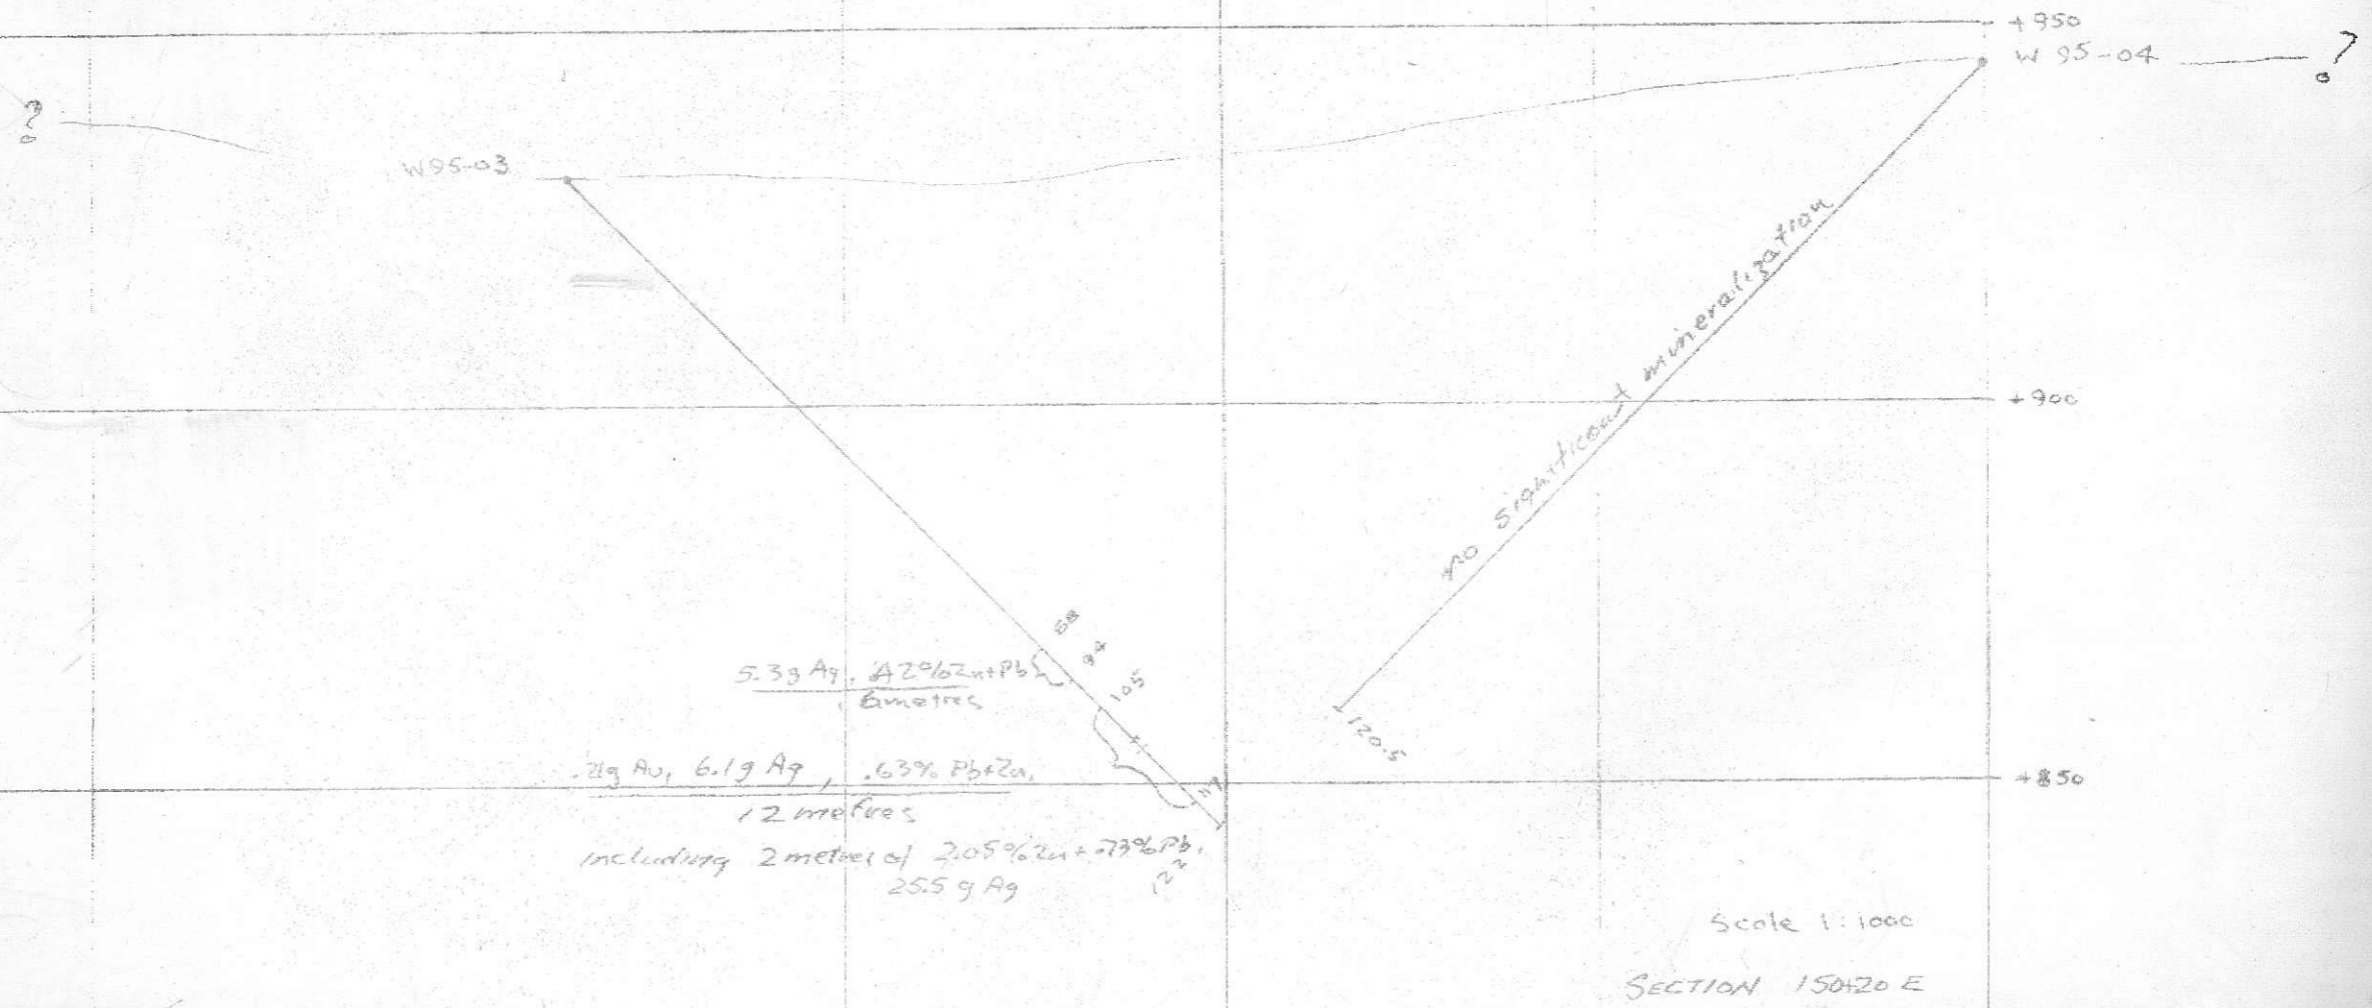 +950
W 95-04 ?
?
W95-03
no significant mineralization
+900
88
94
105
5.3g Ag, .42% Zn+Pb
6 metres
120.5
.21g Au, 6.1g Ag, .63% Pb+Zn,
12 metres
117
+850
including 2 metres of 2.05% Zn + .73% Pb,
25.5 g Ag
122
Scale 1:1000
SECTION 150+20 E